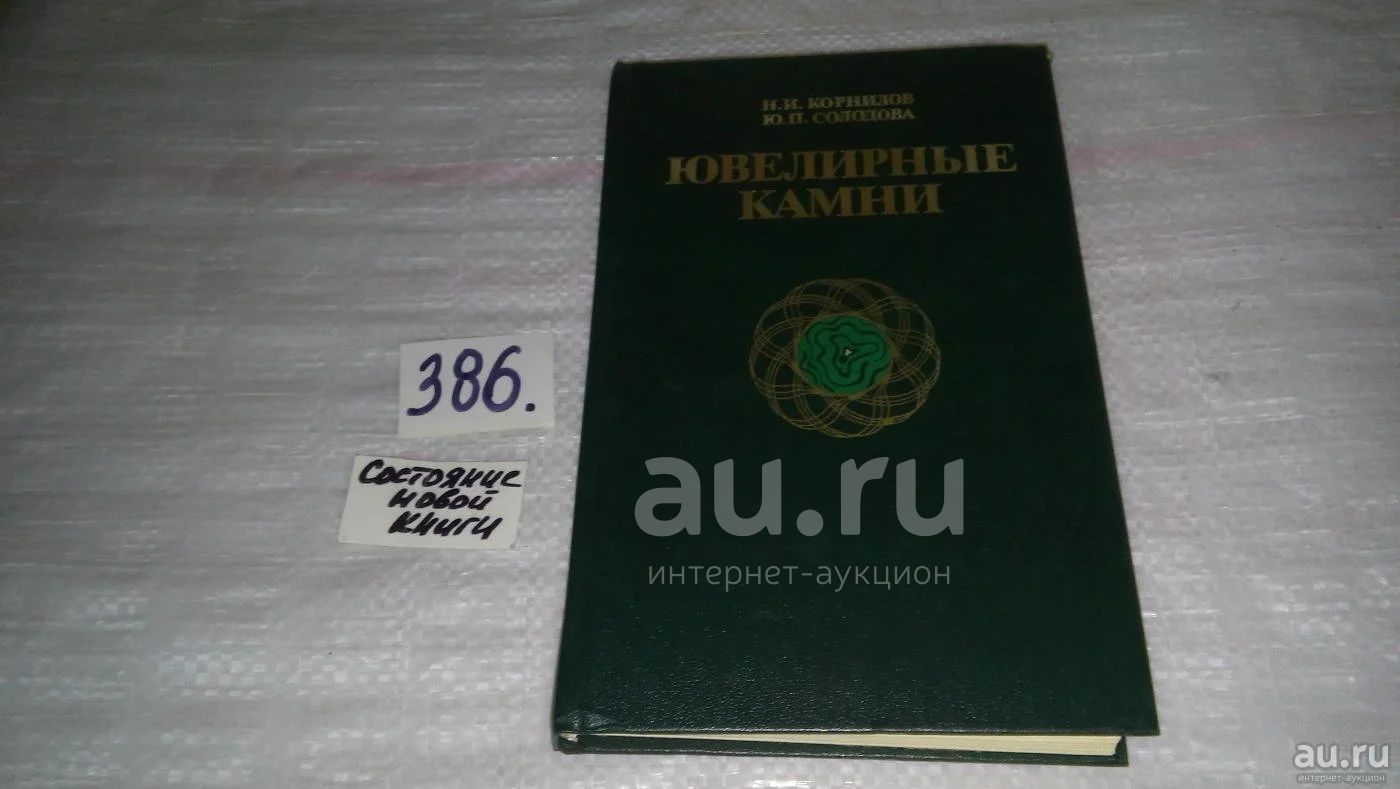 Н.И. КОРНИЛОВ
Ю.П. СОЛОДОВА
ЮВЕЛИРНЫЕ
КАМНИ
386.
Состояние
новой
книги
au.ru
интернет-аукцион
au.ru
интернет-аукцион